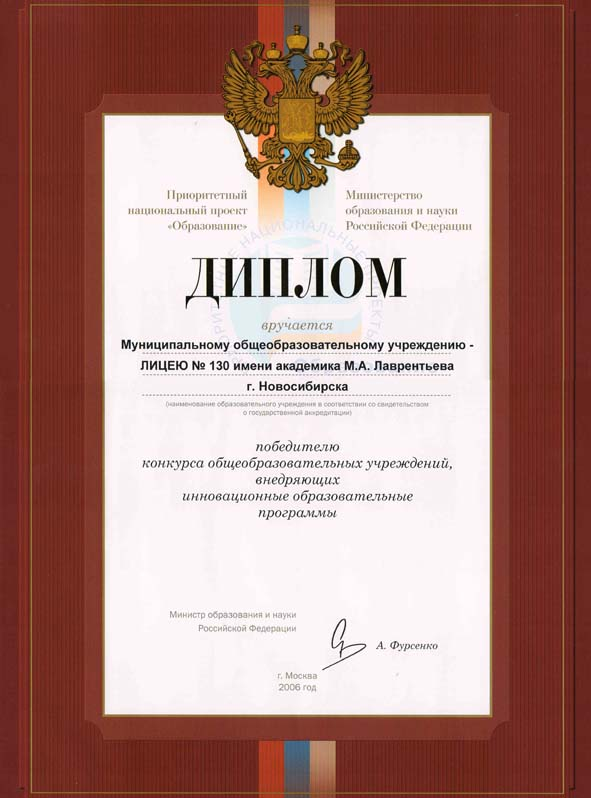 Приоритетный
национальный проект
«Образование»
Министерство
образования и науки
Российской Федерации
ДИПЛОМ
вручается
Муниципальному общеобразовательному учреждению -
ЛИЦЕЮ № 130 имени академика М.А. Лаврентьева
г. Новосибирска
(наименование образовательного учреждения в соответствии со свидетельством
о государственной аккредитации)
победителю
конкурса общеобразовательных учреждений,
внедряющих
инновационные образовательные
программы
Министр образования и науки
Российской Федерации
А. Фурсенко
г. Москва
2006 год